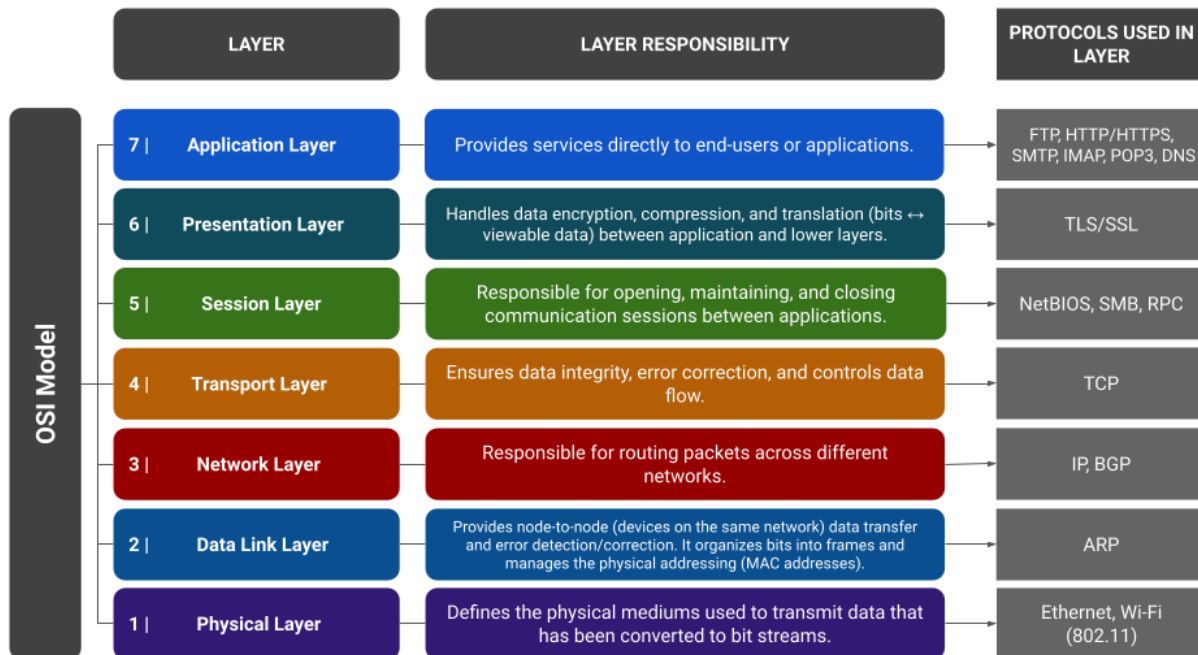 LAYER
LAYER RESPONSIBILITY
PROTOCOLS USED IN
LAYER
OSI Model
7 | Application Layer
Provides services directly to end-users or applications.
FTP, HTTP/HTTPS,
SMTP, IMAP, POP3, DNS
6 | Presentation Layer
Handles data encryption, compression, and translation (bits ↔
viewable data) between application and lower layers.
TLS/SSL
5 | Session Layer
Responsible for opening, maintaining, and closing
communication sessions between applications.
NetBIOS, SMB, RPC
4 | Transport Layer
Ensures data integrity, error correction, and controls data
flow.
TCP
3 | Network Layer
Responsible for routing packets across different
networks.
IP, BGP
2 | Data Link Layer
Provides node-to-node (devices on the same network) data transfer
and error detection/correction. It organizes bits into frames and
manages the physical addressing (MAC addresses).
ARP
1 | Physical Layer
Defines the physical mediums used to transmit data that
has been converted to bit streams.
Ethernet, Wi-Fi
(802.11)